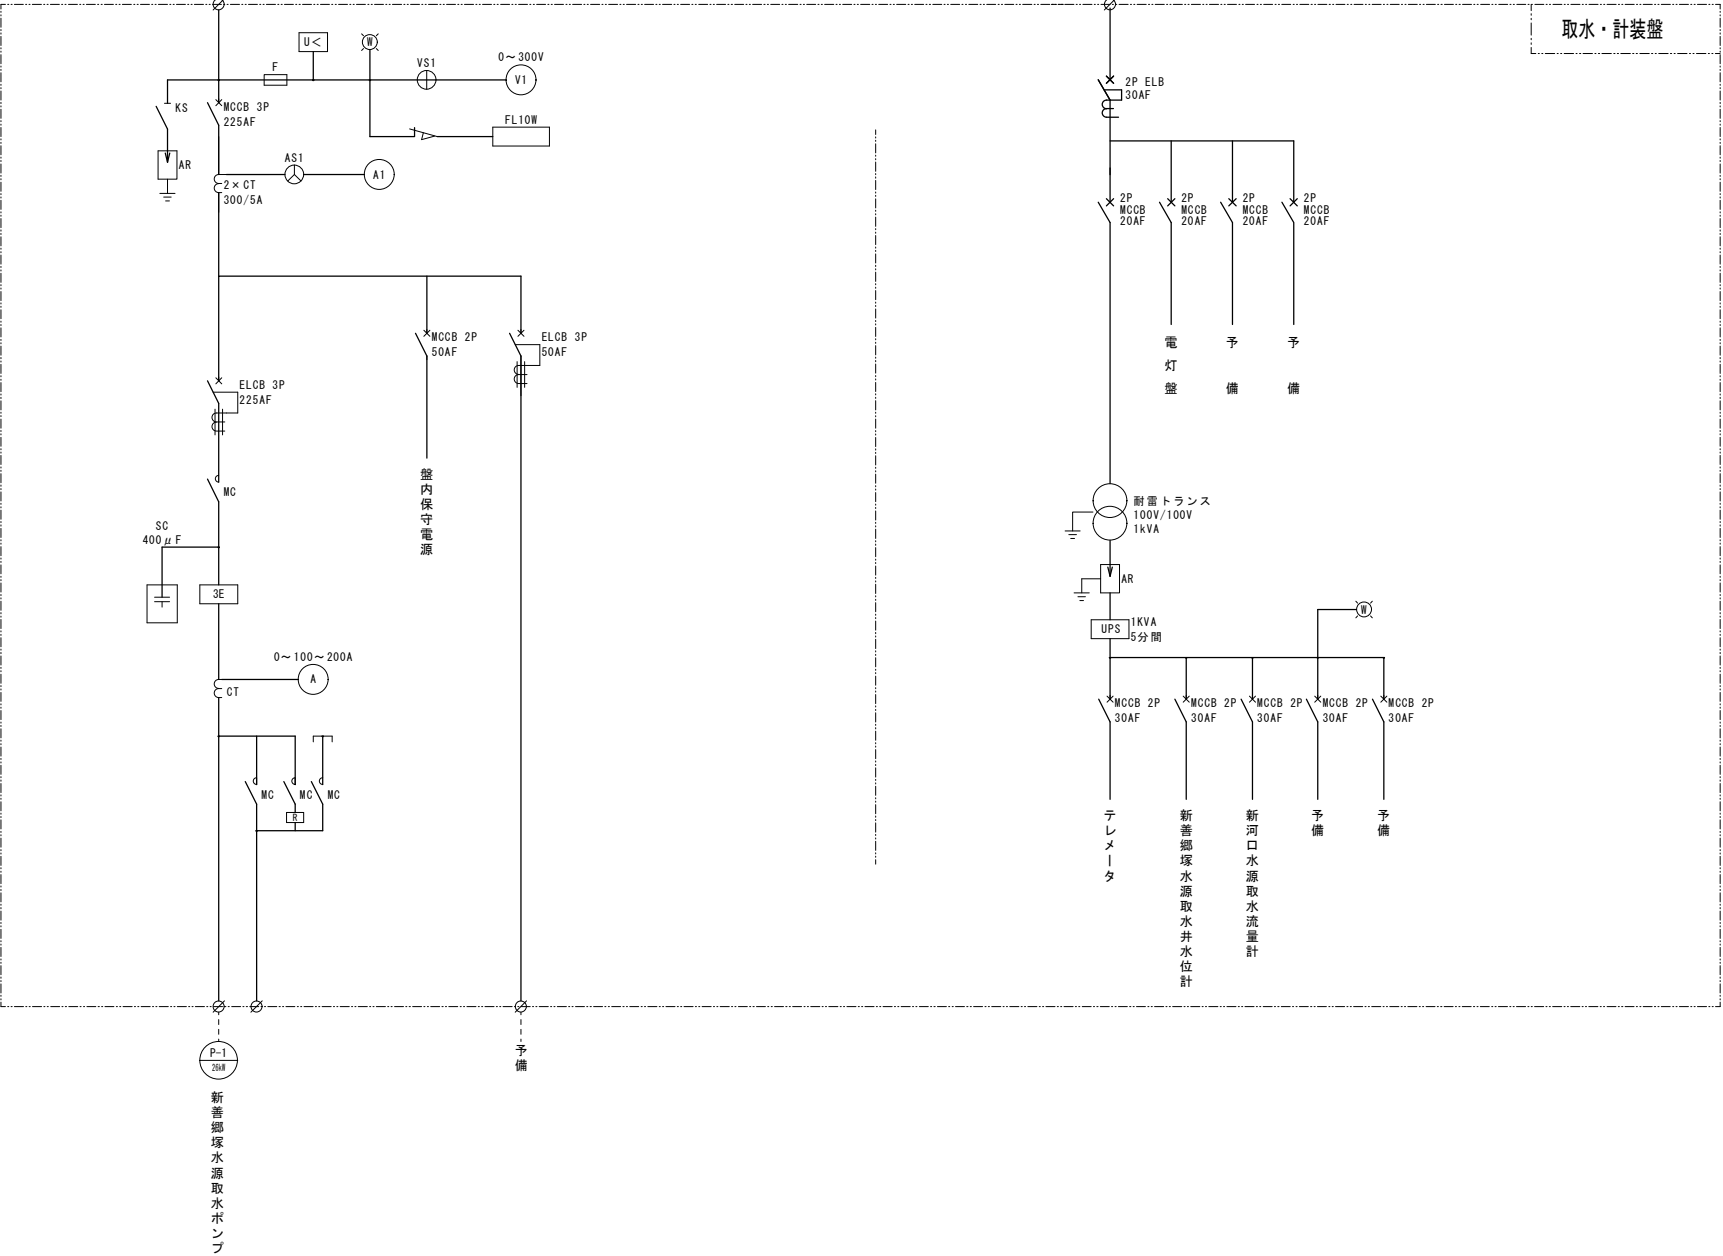 取水・計装盤
U<
W
F
VS1
0～300V
V1
KS
MCCB 3P
225AF
FL10W
AR
AS1
A1
2×CT
300/5A
MCCB 2P
50AF
ELCB 3P
50AF
ELCB 3P
225AF
盤内保守電源
MC
SC
400μF
3E
0～100～200A
A
CT
MC
MC
MC
R
P-1
26kW
新善郷塚水源取水ポンプ
予備
2P ELB
30AF
2P
MCCB
20AF
2P
MCCB
20AF
2P
MCCB
20AF
2P
MCCB
20AF
電灯盤
予備
予備
耐雷トランス
100V/100V
1kVA
AR
UPS
1KVA
5分間
W
MCCB 2P
30AF
MCCB 2P
30AF
MCCB 2P
30AF
MCCB 2P
30AF
MCCB 2P
30AF
テレメータ
新善郷塚水源取水井水位計
新河口水源取水流量計
予備
予備